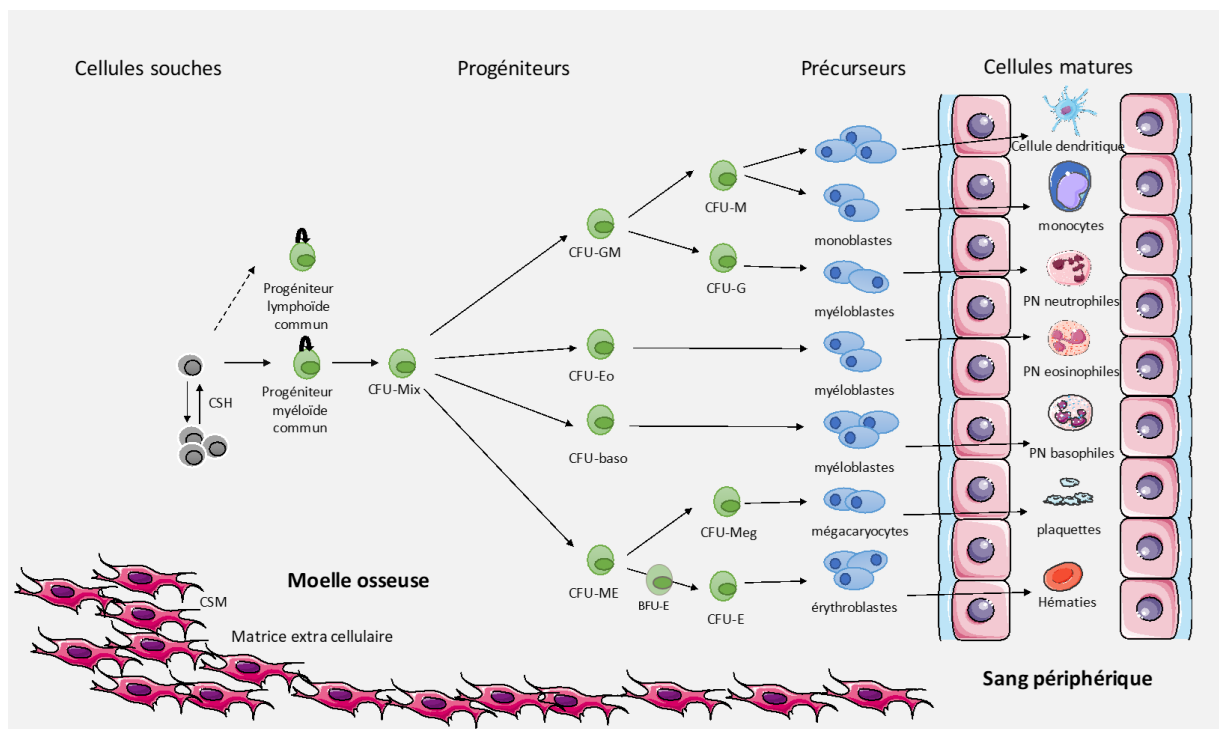 Cellules souches
Progéniteurs
Précurseurs
Cellules matures
Cellule dendritique
CFU-M
monoblastes
monocytes
CFU-GM
CFU-G
myéloblastes
PN neutrophiles
Progéniteur
lymphoïde
commun
CFU-Eo
myéloblastes
PN eosinophiles
CSH
Progéniteur
myéloïde
commun
CFU-Mix
CFU-baso
myéloblastes
PN basophiles
CFU-Meg
mégacaryocytes
plaquettes
CFU-ME
BFU-E
CFU-E
érythroblastes
Hématies
Moelle osseuse
CSM
Matrice extra cellulaire
Sang périphérique